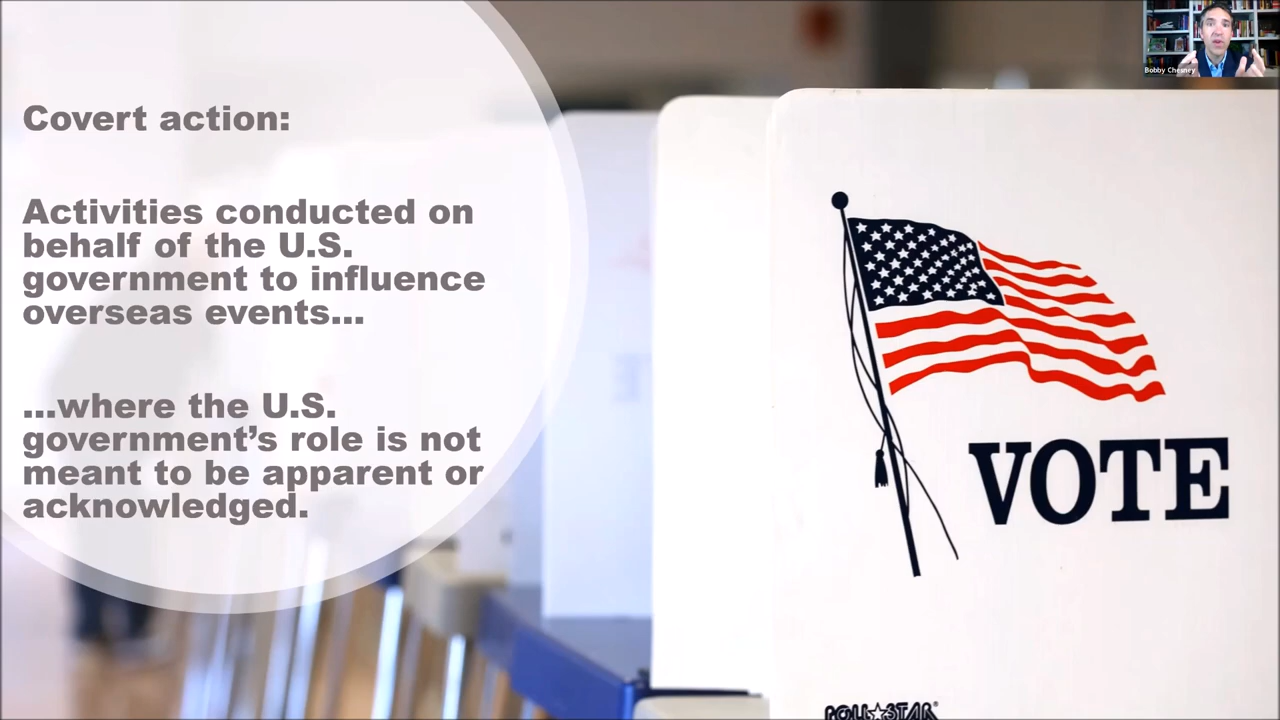 Covert action:
Activities conducted on
behalf of the U.S.
government to influence
overseas events...
...where the U.S.
government's role is not
meant to be apparent or
acknowledged.
Bobby Chesney
VOTE
POLL★STAR®